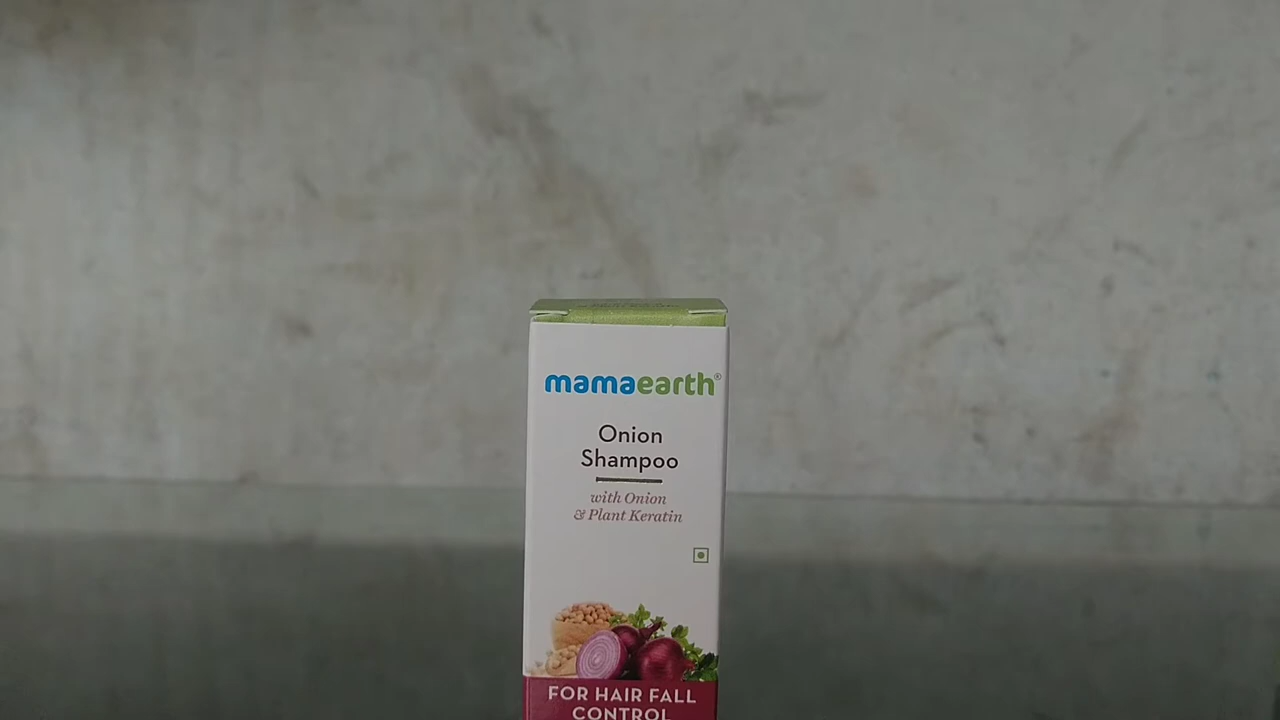 mamaearth®
Onion
Shampoo
with Onion
& Plant Keratin
FOR HAIR FALL
CONTROL